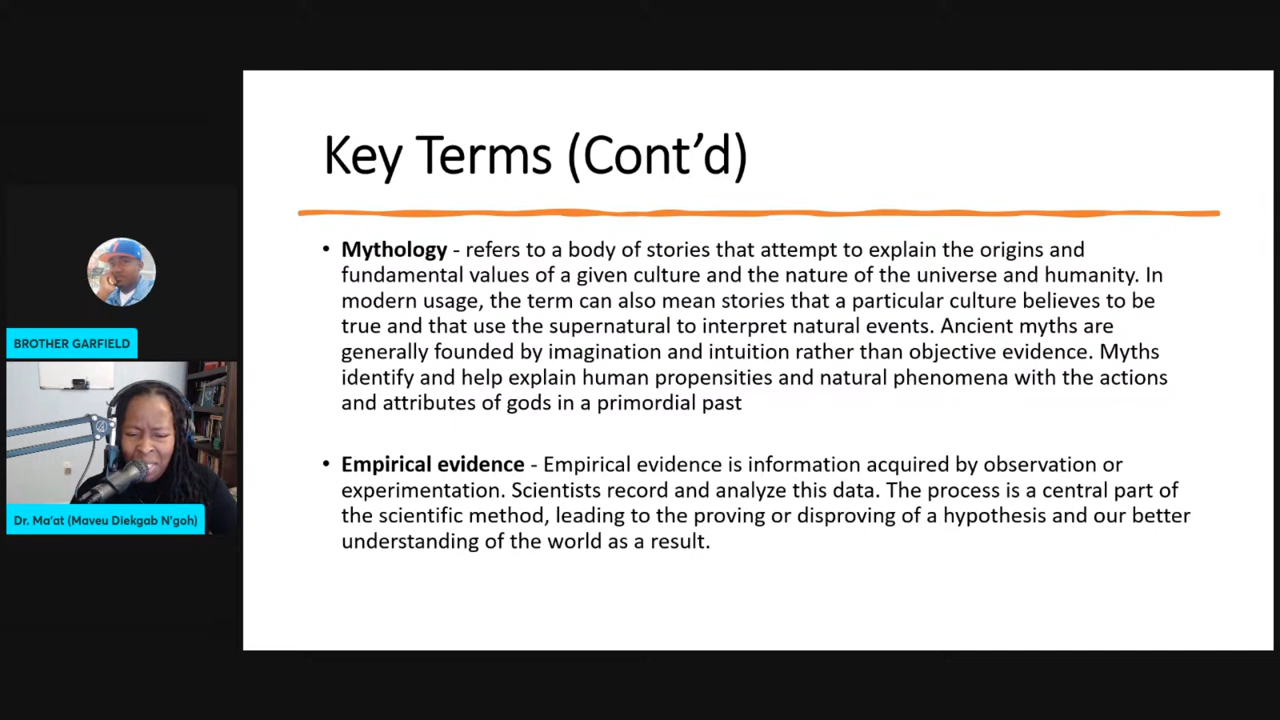 Key Terms (Cont’d)
• Mythology - refers to a body of stories that attempt to explain the origins and
fundamental values of a given culture and the nature of the universe and humanity. In
modern usage, the term can also mean stories that a particular culture believes to be
true and that use the supernatural to interpret natural events. Ancient myths are
generally founded by imagination and intuition rather than objective evidence. Myths
identify and help explain human propensities and natural phenomena with the actions
and attributes of gods in a primordial past
• Empirical evidence - Empirical evidence is information acquired by observation or
experimentation. Scientists record and analyze this data. The process is a central part of
the scientific method, leading to the proving or disproving of a hypothesis and our better
understanding of the world as a result.
BROTHER GARFIELD
Dr. Ma’at (Maveu Diekgab N’goh)